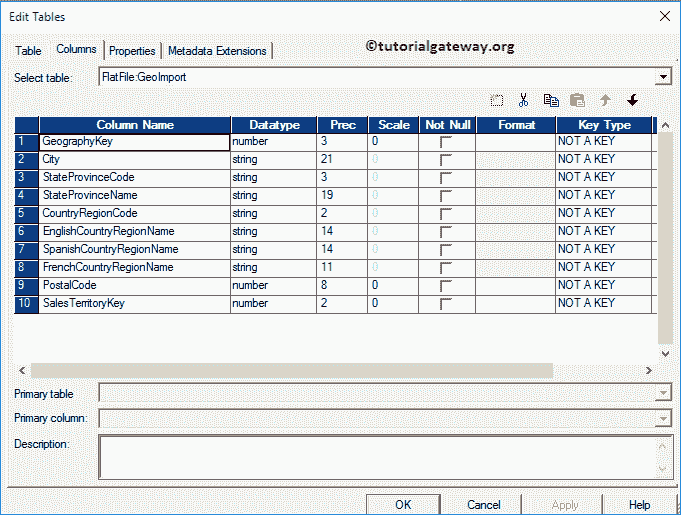 Edit Tables
Table Columns Properties Metadata Extensions ©tutorialgateway.org
Select table: FlatFile:GeoImport
Column Name Datatype Prec Scale Not Null Format Key Type
1 GeographyKey number 3 0 NOT A KEY
2 City string 21 0 NOT A KEY
3 StateProvinceCode string 3 0 NOT A KEY
4 StateProvinceName string 19 0 NOT A KEY
5 CountryRegionCode string 2 0 NOT A KEY
6 EnglishCountryRegionName string 14 0 NOT A KEY
7 SpanishCountryRegionName string 14 0 NOT A KEY
8 FrenchCountryRegionName string 11 0 NOT A KEY
9 PostalCode number 8 0 NOT A KEY
10 SalesTerritoryKey number 2 0 NOT A KEY
Primary table
Primary column:
Description:
OK Cancel Apply Help